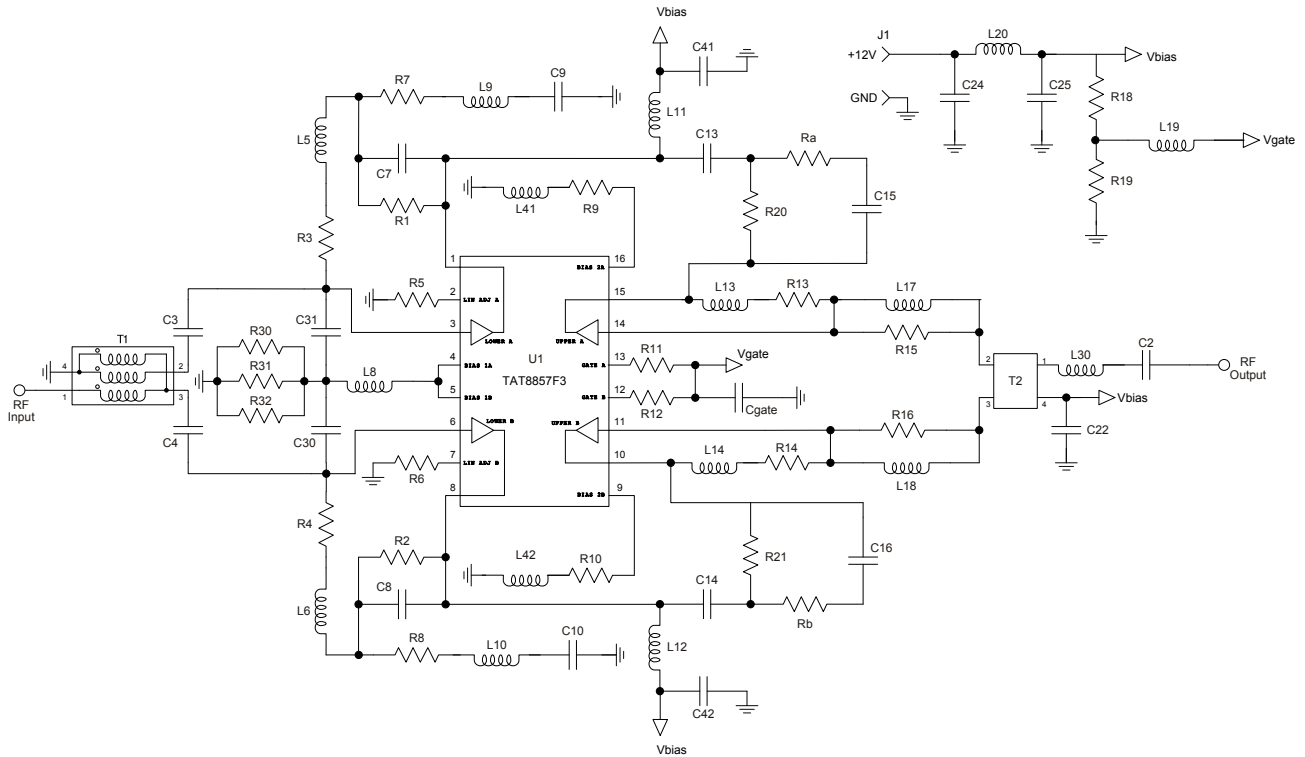 Vbias
C41
J1
+12V
L20
Vbias
C24
C25
R18
GND
L19
Vgate
R19
R7
L9
C9
L11
L5
C7
C13
Ra
R1
L41
R9
R20
C15
R3
1
16
BIAS 2A
R5
2
LIN ADJ A
15
L13
R13
L17
C3
C31
3
LOWER A
14
UPPER A
R15
T1
R30
U1
R11
Vgate
4
2
R31
L8
4
BIAS 1A
TAT8857F3
13
GATE A
RF
Input
1
3
R32
5
BIAS 1B
12
GATE B
R12
Cgate
2
1
L30
C2
RF
Output
T2
3
4
Vbias
C22
C4
C30
6
LOWER B
11
UPPER B
R16
L14
R14
L18
R6
7
LIN ADJ B
10
8
9
BIAS 2B
R4
R2
L42
R10
R21
C16
L6
C8
C14
Rb
R8
L10
C10
L12
C42
Vbias